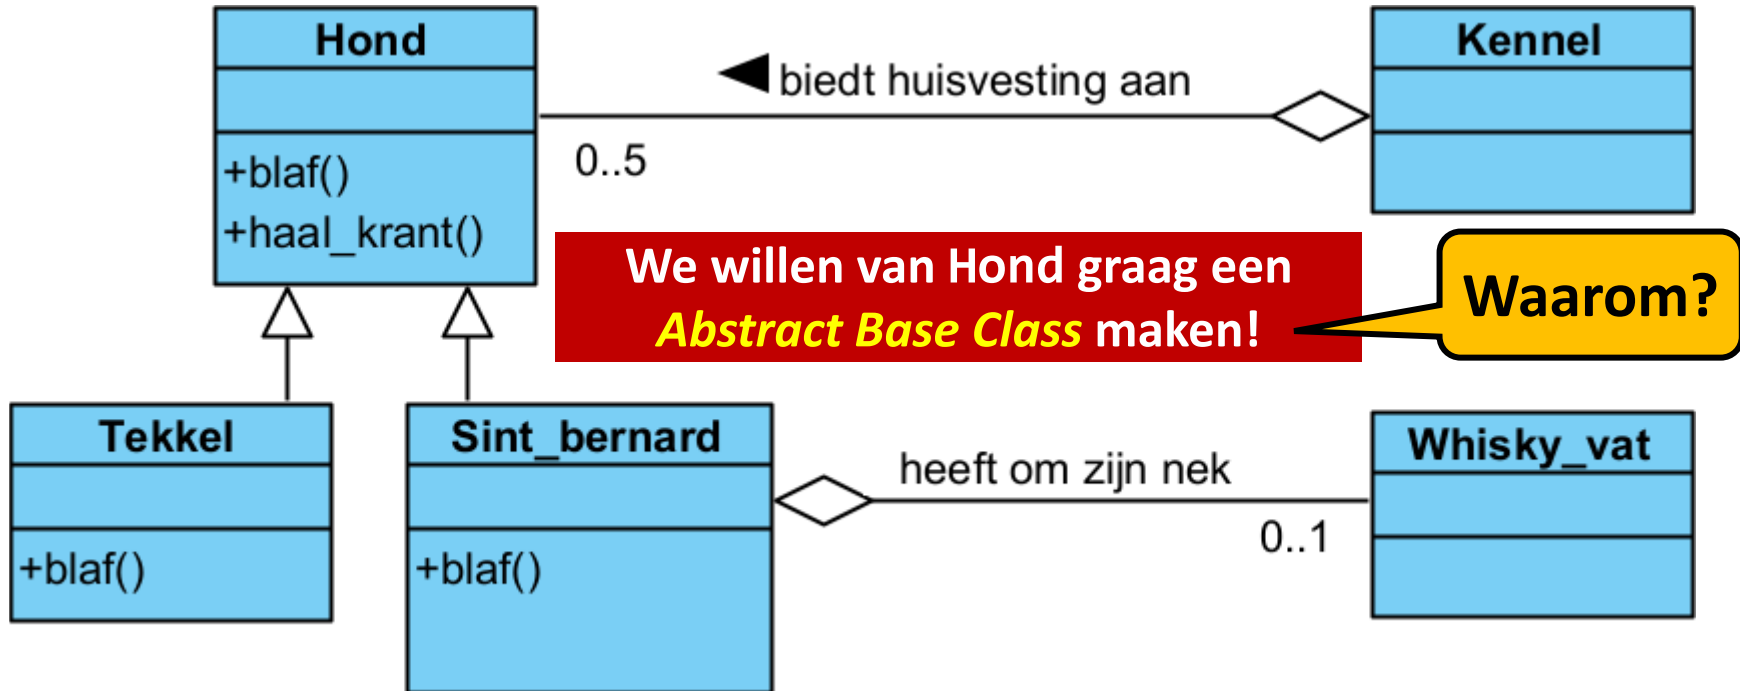 Hond
+blaf()
+haal_krant()
biedt huisvesting aan
0..5
Kennel
We willen van Hond graag een
Abstract Base Class maken!
Waarom?
Tekkel
+blaf()
Sint_bernard
+blaf()
heeft om zijn nek
0..1
Whisky_vat